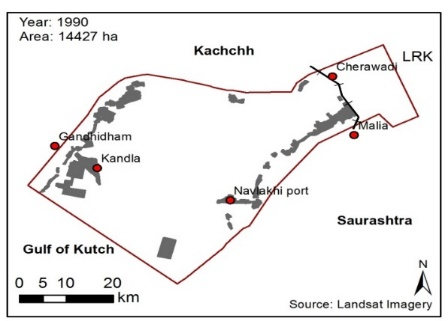 Year: 1990
Area: 14427 ha
Kachchh
LRK
Cherawadi
Malia
Gandhidham
Kandla
Navlakhi port
Saurashtra
Gulf of Kutch
N
0 5 10 20
km
Source: Landsat Imagery